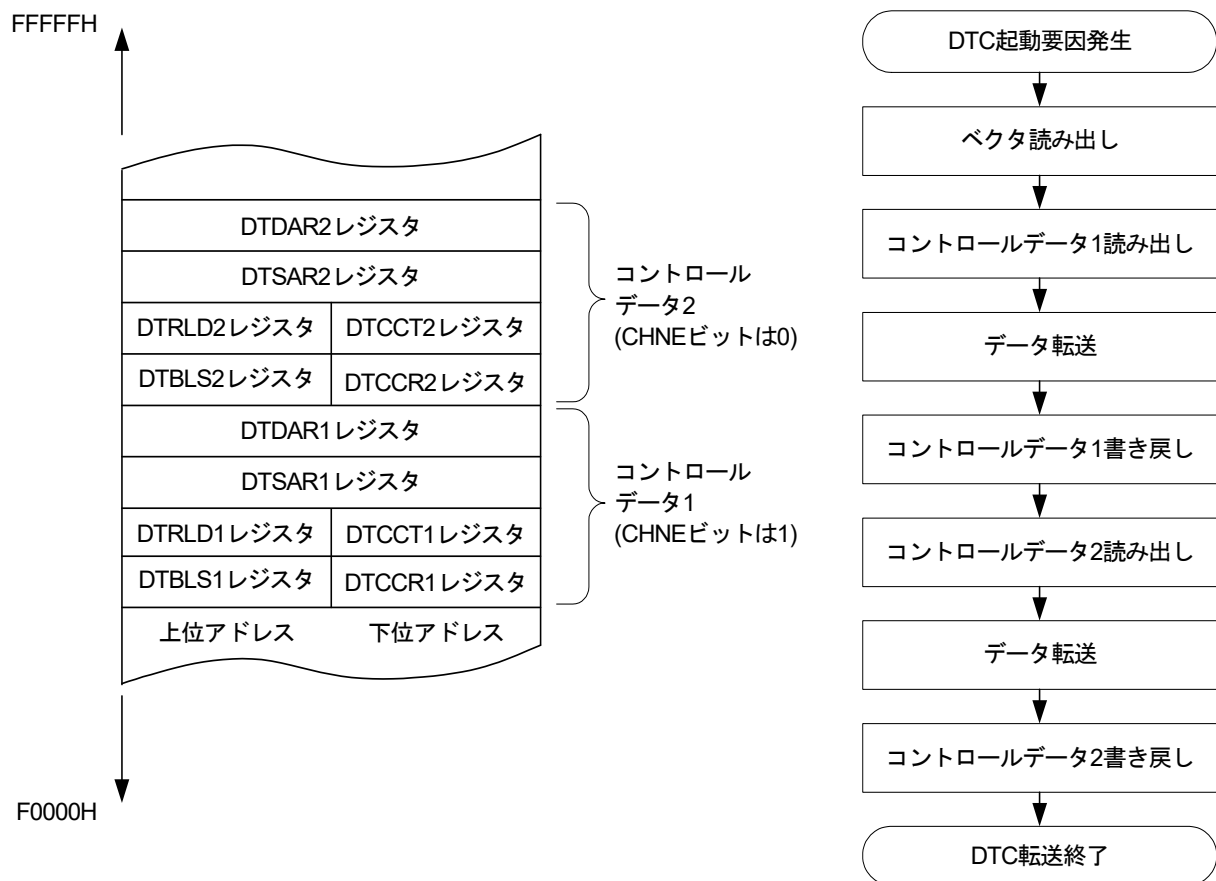 FFFFFH
DTDAR2レジスタ
DTSAR2レジスタ
DTRLD2レジスタ DTCCT2レジスタ
DTBLS2レジスタ DTCCR2レジスタ
コントロール
データ2
(CHNEビットは0)
DTDAR1レジスタ
DTSAR1レジスタ
DTRLD1レジスタ DTCCT1レジスタ
DTBLS1レジスタ DTCCR1レジスタ
コントロール
データ1
(CHNEビットは1)
上位アドレス 下位アドレス
F0000H
DTC起動要因発生
ベクタ読み出し
コントロールデータ1読み出し
データ転送
コントロールデータ1書き戻し
コントロールデータ2読み出し
データ転送
コントロールデータ2書き戻し
DTC転送終了